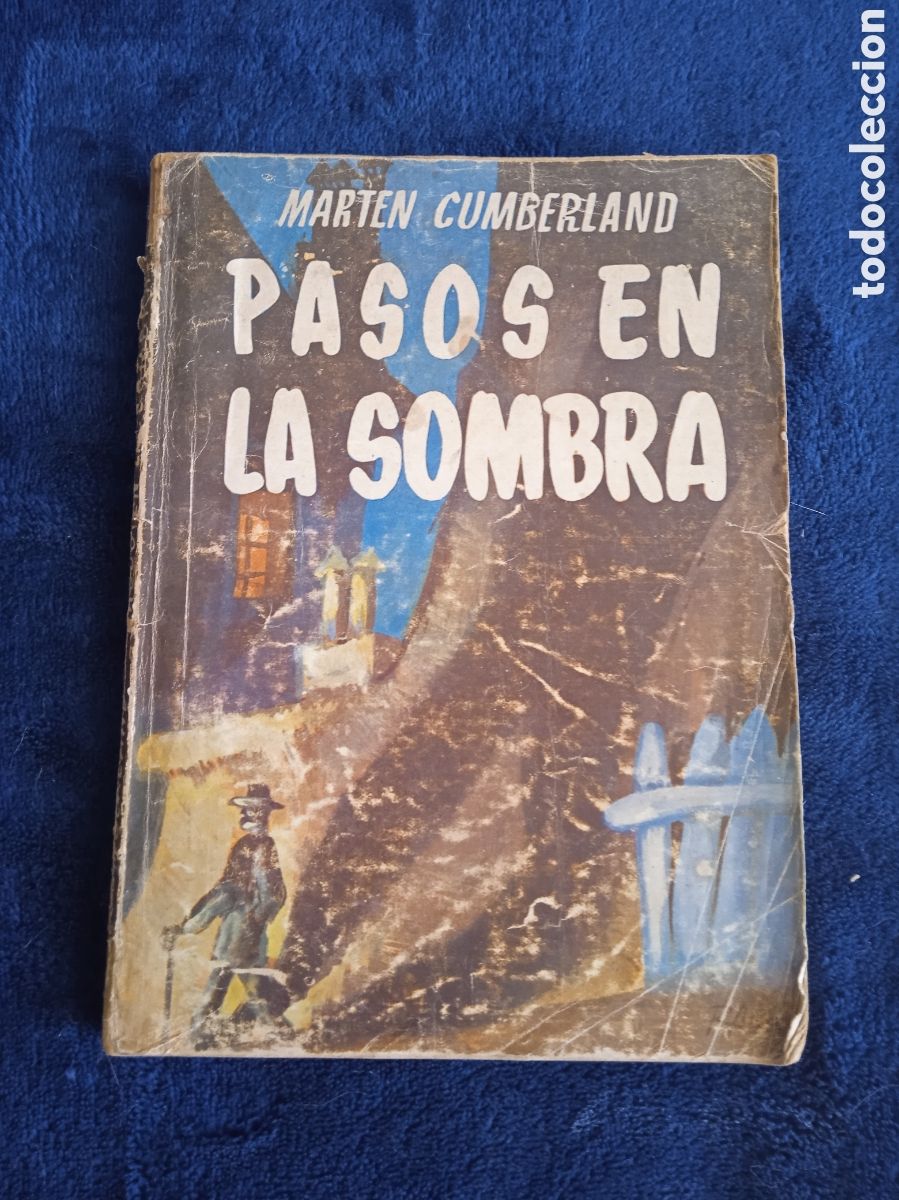 MARTEN CUMBERLAND
PASOS EN
LA SOMBRA
todocoleccion